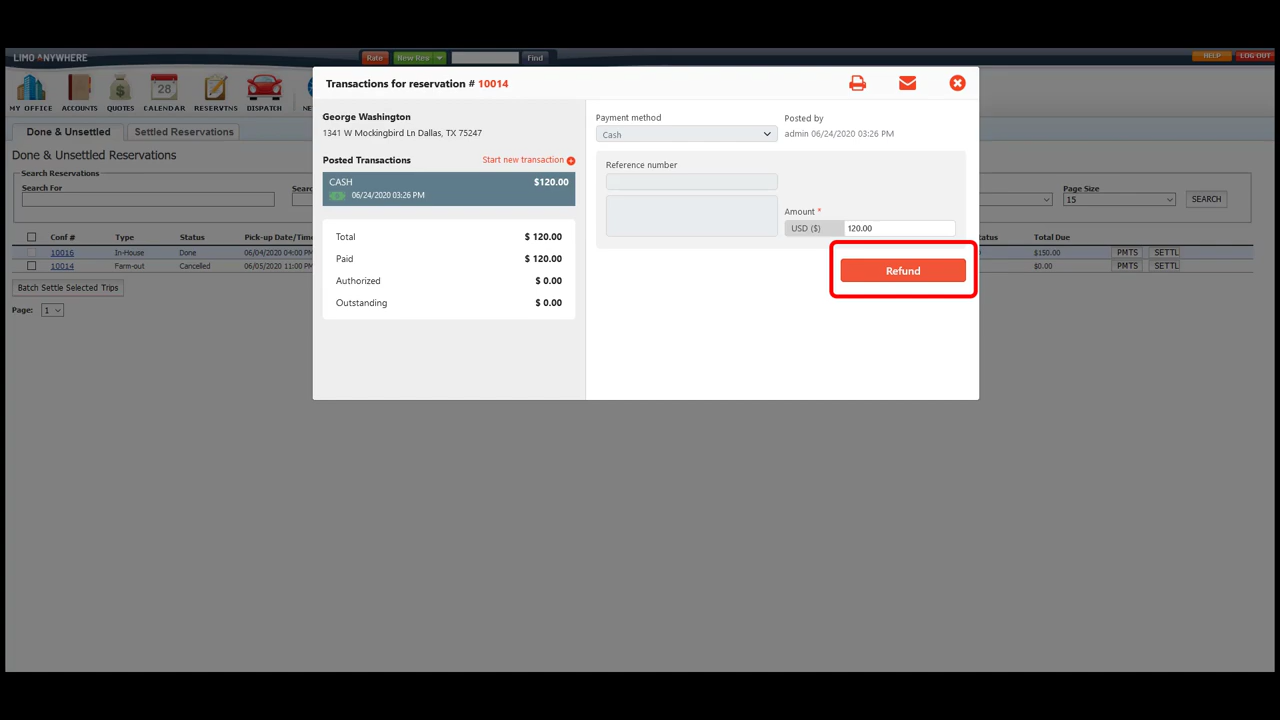 LIMO ANYWHERE
Rate
New Res
Find
HELP
LOG OUT
MY OFFICE
ACCOUNTS
QUOTES
28
CALENDAR
RESERVTNS
DISPATCH
Done & Unsettled
Settled Reservations
Done & Unsettled Reservations
Search Reservations
Search For
Page Size
15
SEARCH
Conf #
Type
Status
Pick-up Date/Time
Total Due
10016
In-House
Done
06/04/2020 04:00 PM
$150.00
PMTS
SETTL
10014
Farm-out
Cancelled
06/05/2020 11:00 PM
$0.00
PMTS
SETTL
Batch Settle Selected Trips
Page:
1
Transactions for reservation # 10014
George Washington
1341 W Mockingbird Ln Dallas, TX 75247
Posted Transactions
Start new transaction
CASH
$120.00
06/24/2020 03:26 PM
Total
$ 120.00
Paid
$ 120.00
Authorized
$ 0.00
Outstanding
$ 0.00
Payment method
Cash
Posted by
admin 06/24/2020 03:26 PM
Reference number
Amount *
USD ($)
120.00
Refund